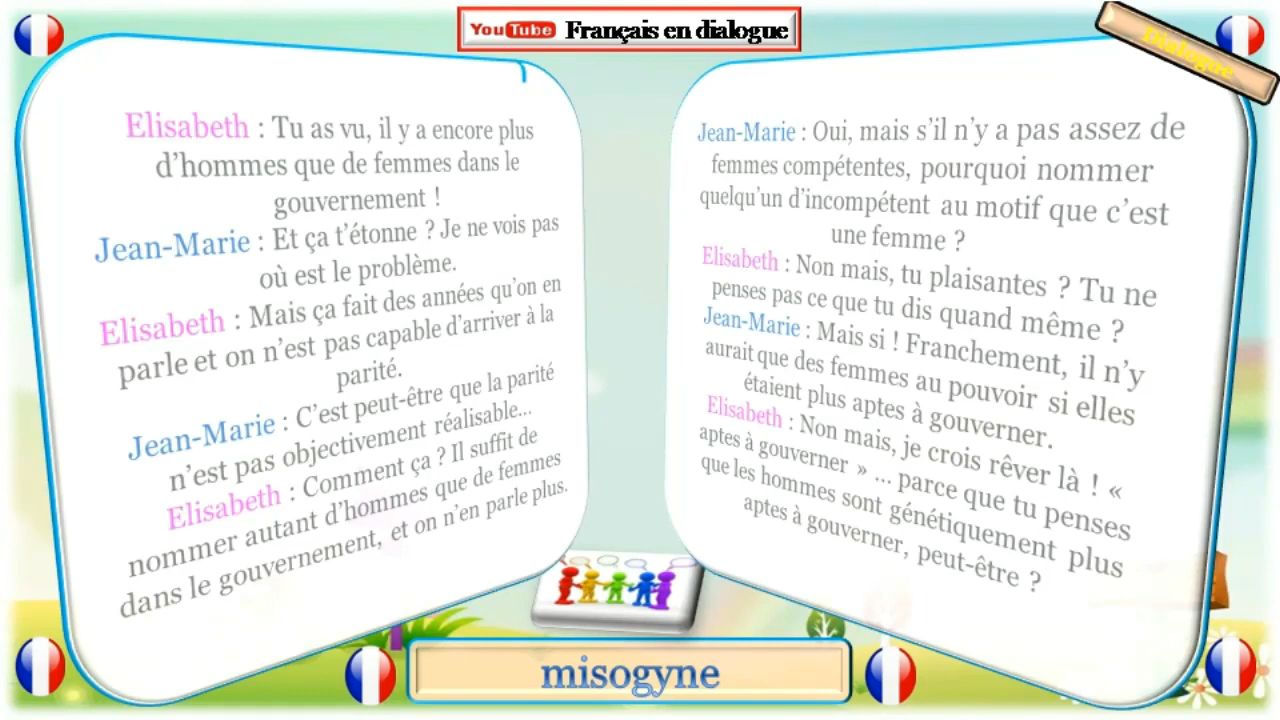 YouTube Français en dialogue
Dialogue
Elisabeth : Tu as vu, il y a encore plus
d’hommes que de femmes dans le
gouvernement !
Jean-Marie : Et ça t’étonne ? Je ne vois pas
où est le problème.
Elisabeth : Mais ça fait des années qu’on en
parle et on n’est pas capable d’arriver à la
parité.
Jean-Marie : C’est peut-être que la parité
n’est pas objectivement réalisable...
Elisabeth : Comment ça ? Il suffit de
nommer autant d’hommes que de femmes
dans le gouvernement, et on n’en parle plus.
Jean-Marie : Oui, mais s’il n’y a pas assez de
femmes compétentes, pourquoi nommer
quelqu’un d’incompétent au motif que c’est
une femme ?
Elisabeth : Non mais, tu plaisantes ? Tu ne
penses pas ce que tu dis quand même ?
Jean-Marie : Mais si ! Franchement, il n’y
aurait que des femmes au pouvoir si elles
étaient plus aptes à gouverner.
Elisabeth : Non mais, je crois rêver là ! «
aptes à gouverner » ... parce que tu penses
que les hommes sont génétiquement plus
aptes à gouverner, peut-être ?
misogyne